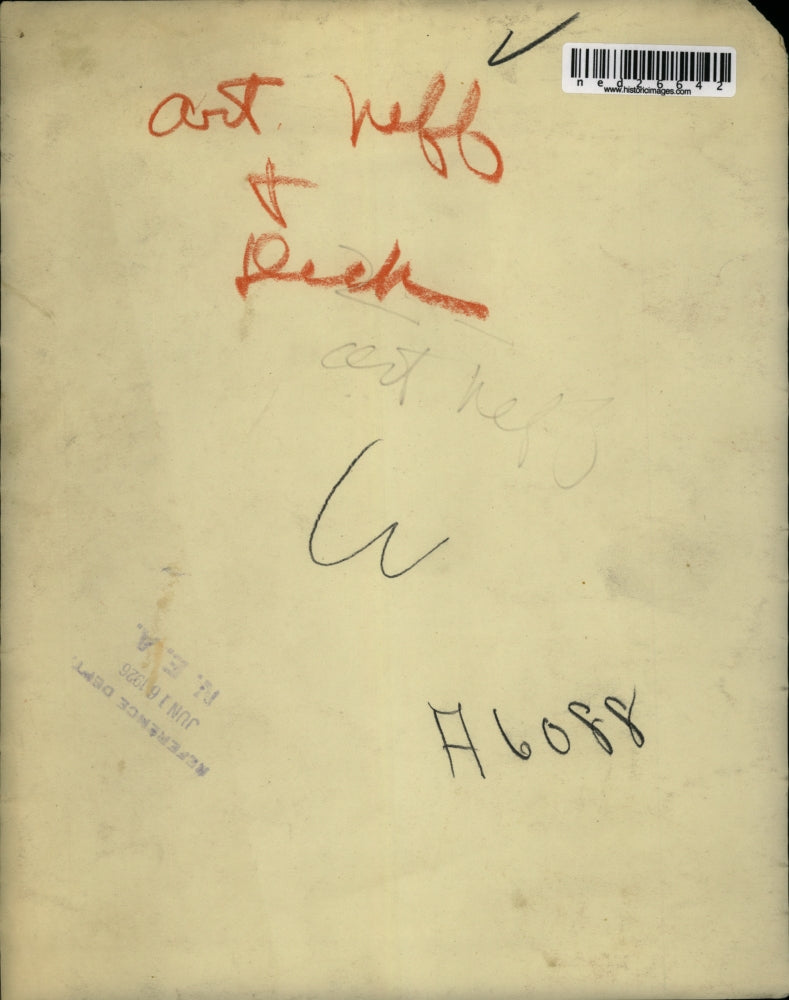 ned26642
www.historicimages.com
art. Neff
+
Dick
art Neff
A6088
N. E. A.
JUN 16 1926
REFERENCE DEPT.